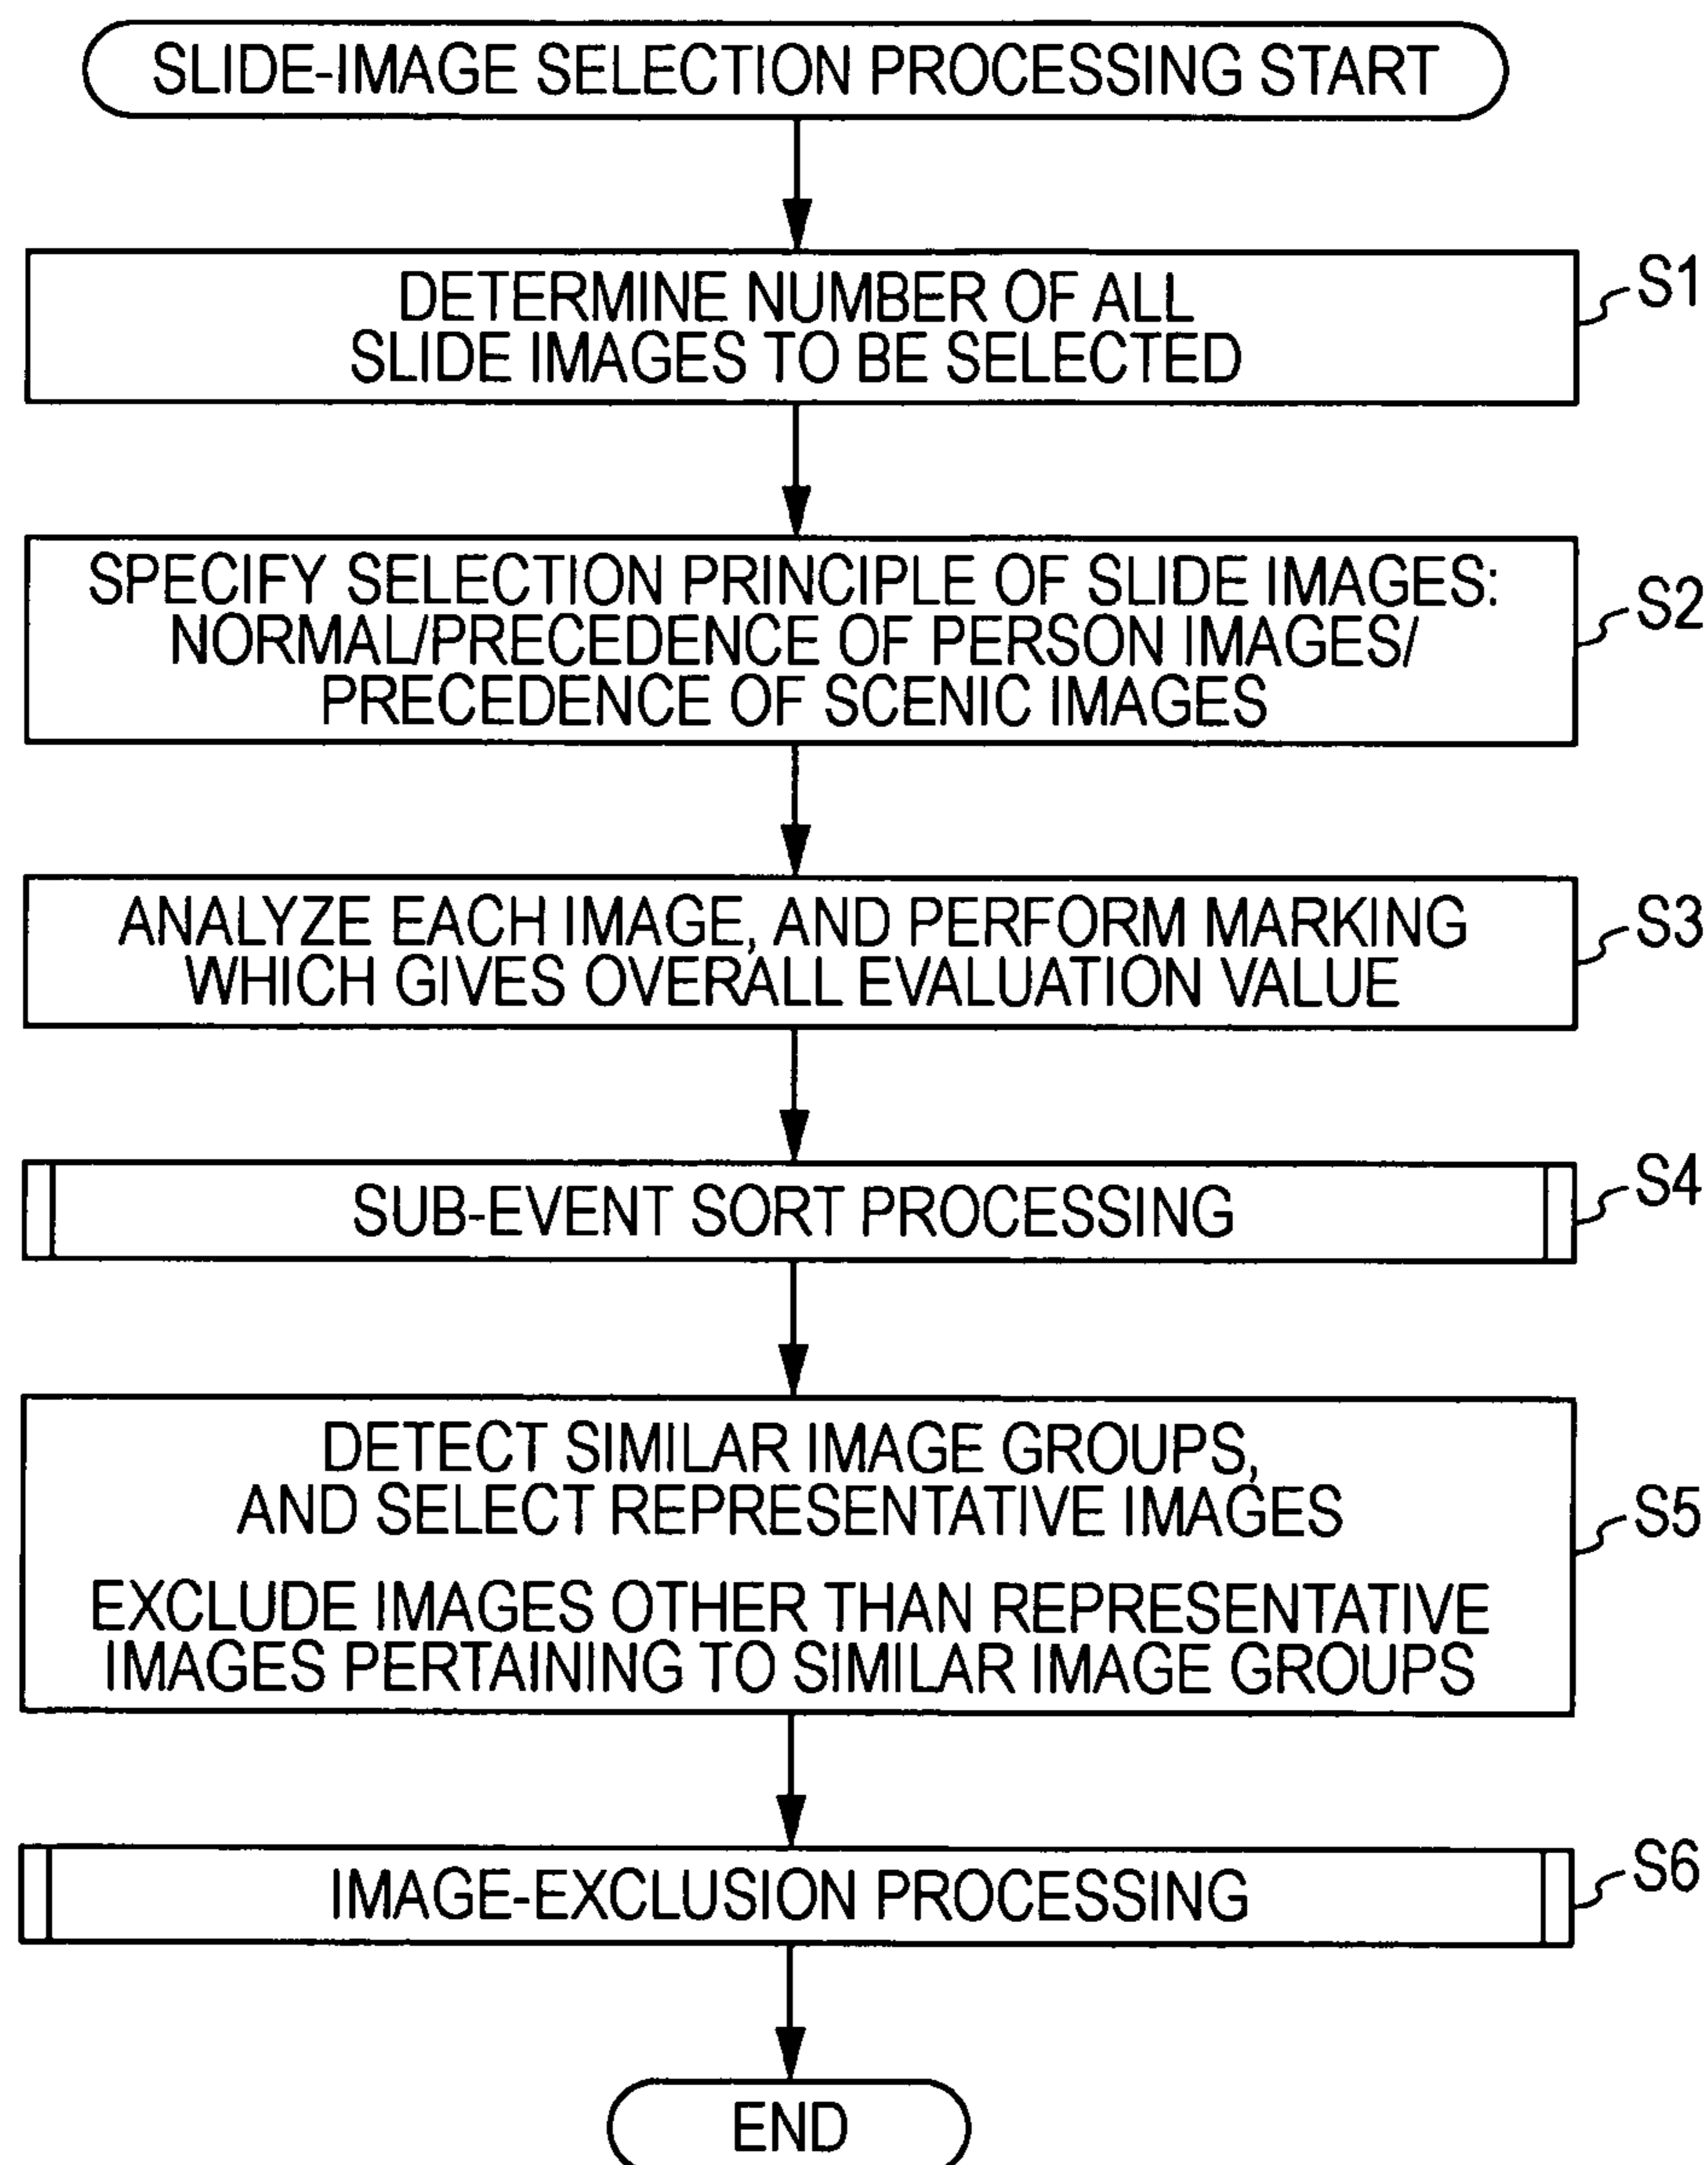 SLIDE-IMAGE SELECTION PROCESSING START
DETERMINE NUMBER OF ALL
SLIDE IMAGES TO BE SELECTED
S1
SPECIFY SELECTION PRINCIPLE OF SLIDE IMAGES:
NORMAL/PRECEDENCE OF PERSON IMAGES/
PRECEDENCE OF SCENIC IMAGES
S2
ANALYZE EACH IMAGE, AND PERFORM MARKING
WHICH GIVES OVERALL EVALUATION VALUE
S3
SUB-EVENT SORT PROCESSING
S4
DETECT SIMILAR IMAGE GROUPS,
AND SELECT REPRESENTATIVE IMAGES
EXCLUDE IMAGES OTHER THAN REPRESENTATIVE
IMAGES PERTAINING TO SIMILAR IMAGE GROUPS
S5
IMAGE-EXCLUSION PROCESSING
S6
END